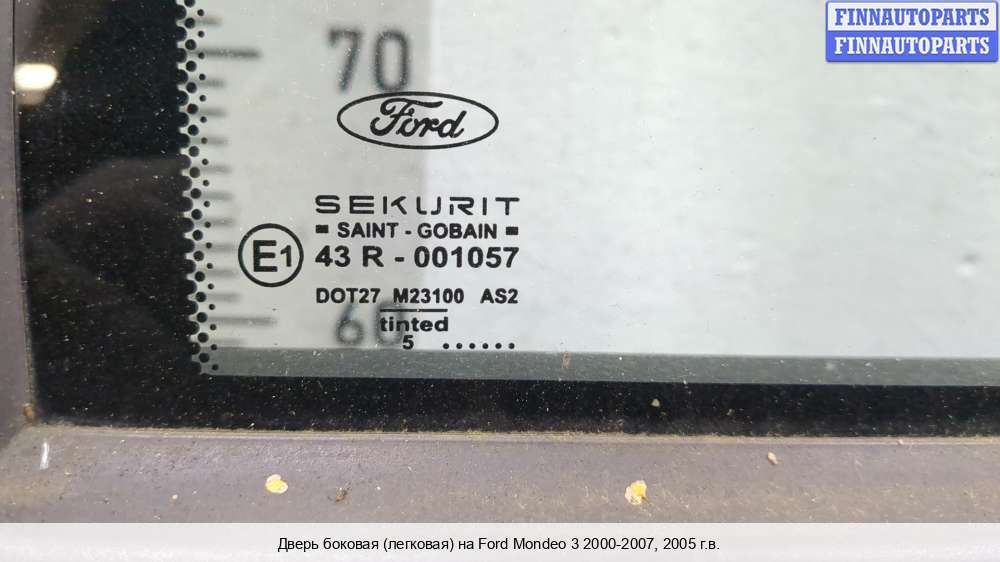 FINNAUTOPARTS
FINNAUTOPARTS
70
Ford
SEKURIT
SAINT - GOBAIN
E1 43 R - 001057
DOT27 M23100 AS2
60
tinted
5 ......
Дверь боковая (легковая) на Ford Mondeo 3 2000-2007, 2005 г.в.